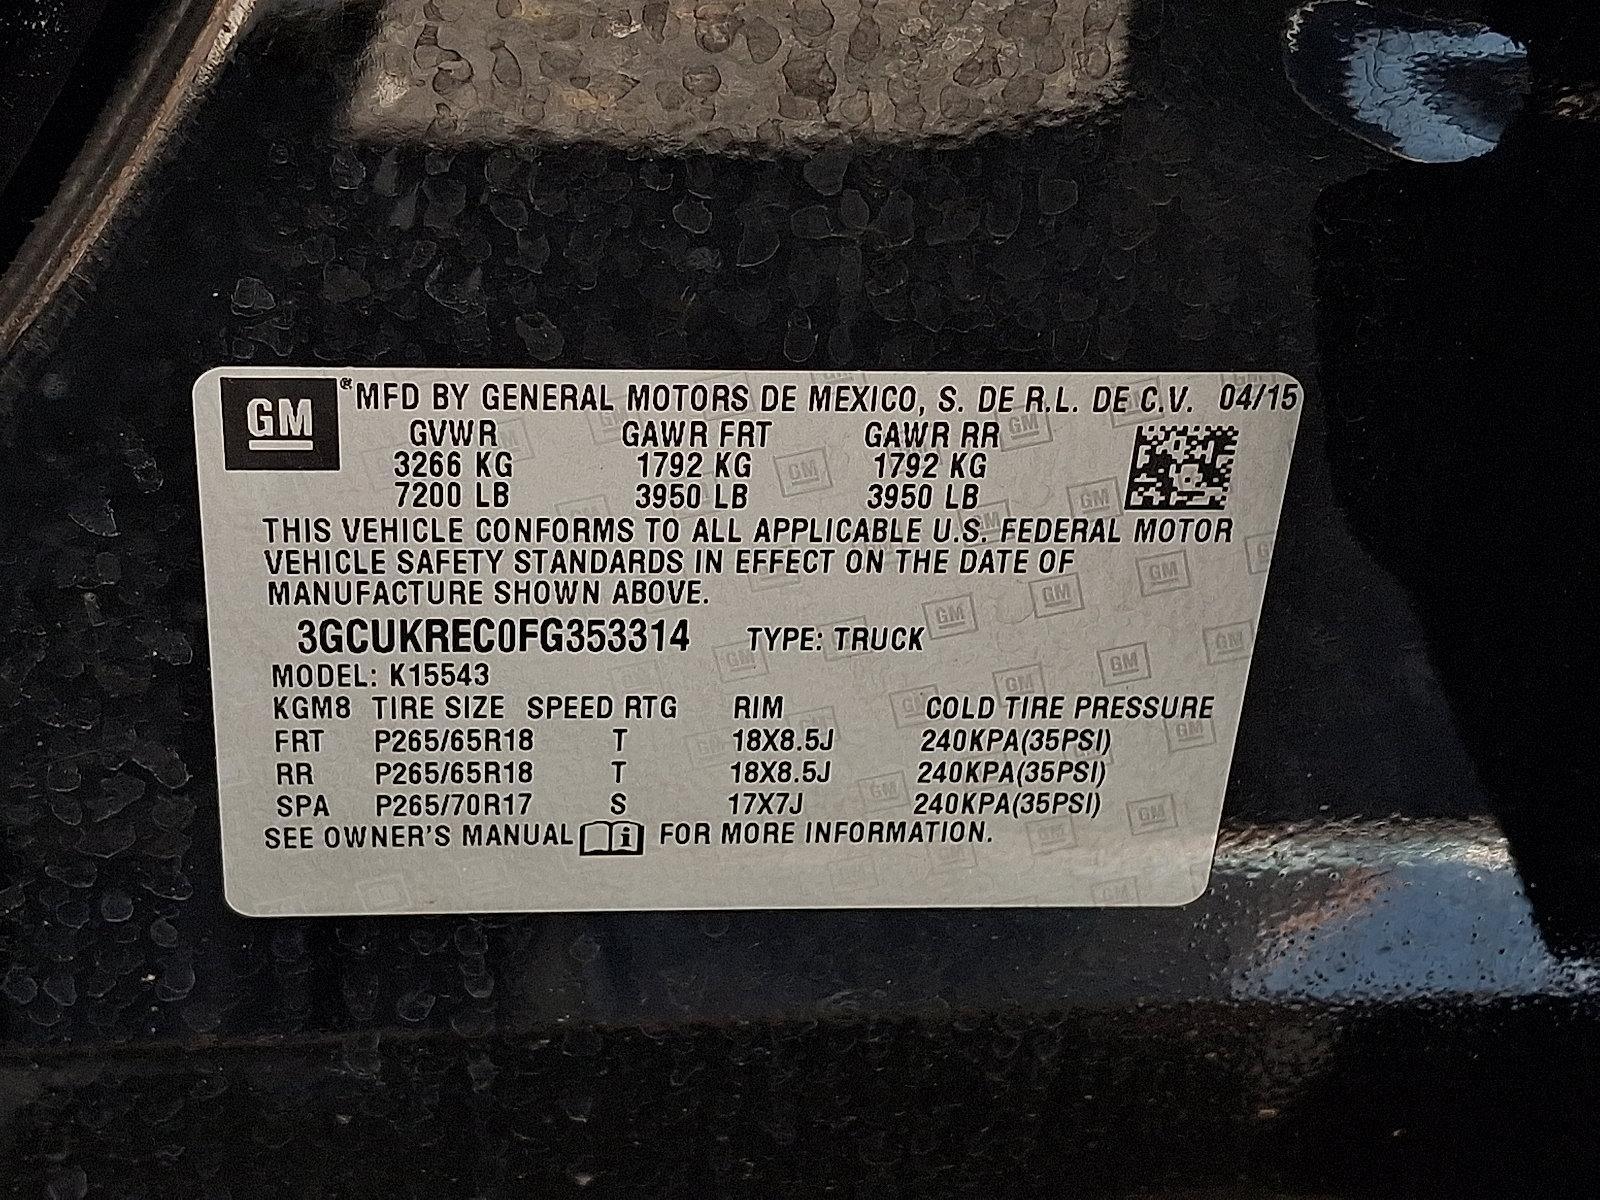 GM ® MFD BY GENERAL MOTORS DE MEXICO, S. DE R.L. DE C.V. 04/15
GVWR GAWR FRT GAWR RR
3266 KG 1792 KG 1792 KG
7200 LB 3950 LB 3950 LB
THIS VEHICLE CONFORMS TO ALL APPLICABLE U.S. FEDERAL MOTOR
VEHICLE SAFETY STANDARDS IN EFFECT ON THE DATE OF
MANUFACTURE SHOWN ABOVE.
3GCUKREC0FG353314 TYPE: TRUCK
MODEL: K15543
KGM8 TIRE SIZE SPEED RTG RIM COLD TIRE PRESSURE
FRT P265/65R18 T 18X8.5J 240KPA(35PSI)
RR P265/65R18 T 18X8.5J 240KPA(35PSI)
SPA P265/70R17 S 17X7J 240KPA(35PSI)
SEE OWNER'S MANUAL i FOR MORE INFORMATION.